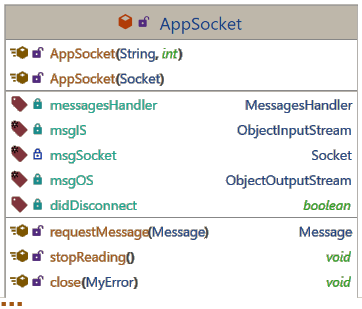 AppSocket
AppSocket(String, int)
AppSocket(Socket)
messagesHandler MessagesHandler
msgIS ObjectInputStream
msgSocket Socket
msgOS ObjectOutputStream
didDisconnect boolean
requestMessage(Message) Message
stopReading() void
close(MyError) void